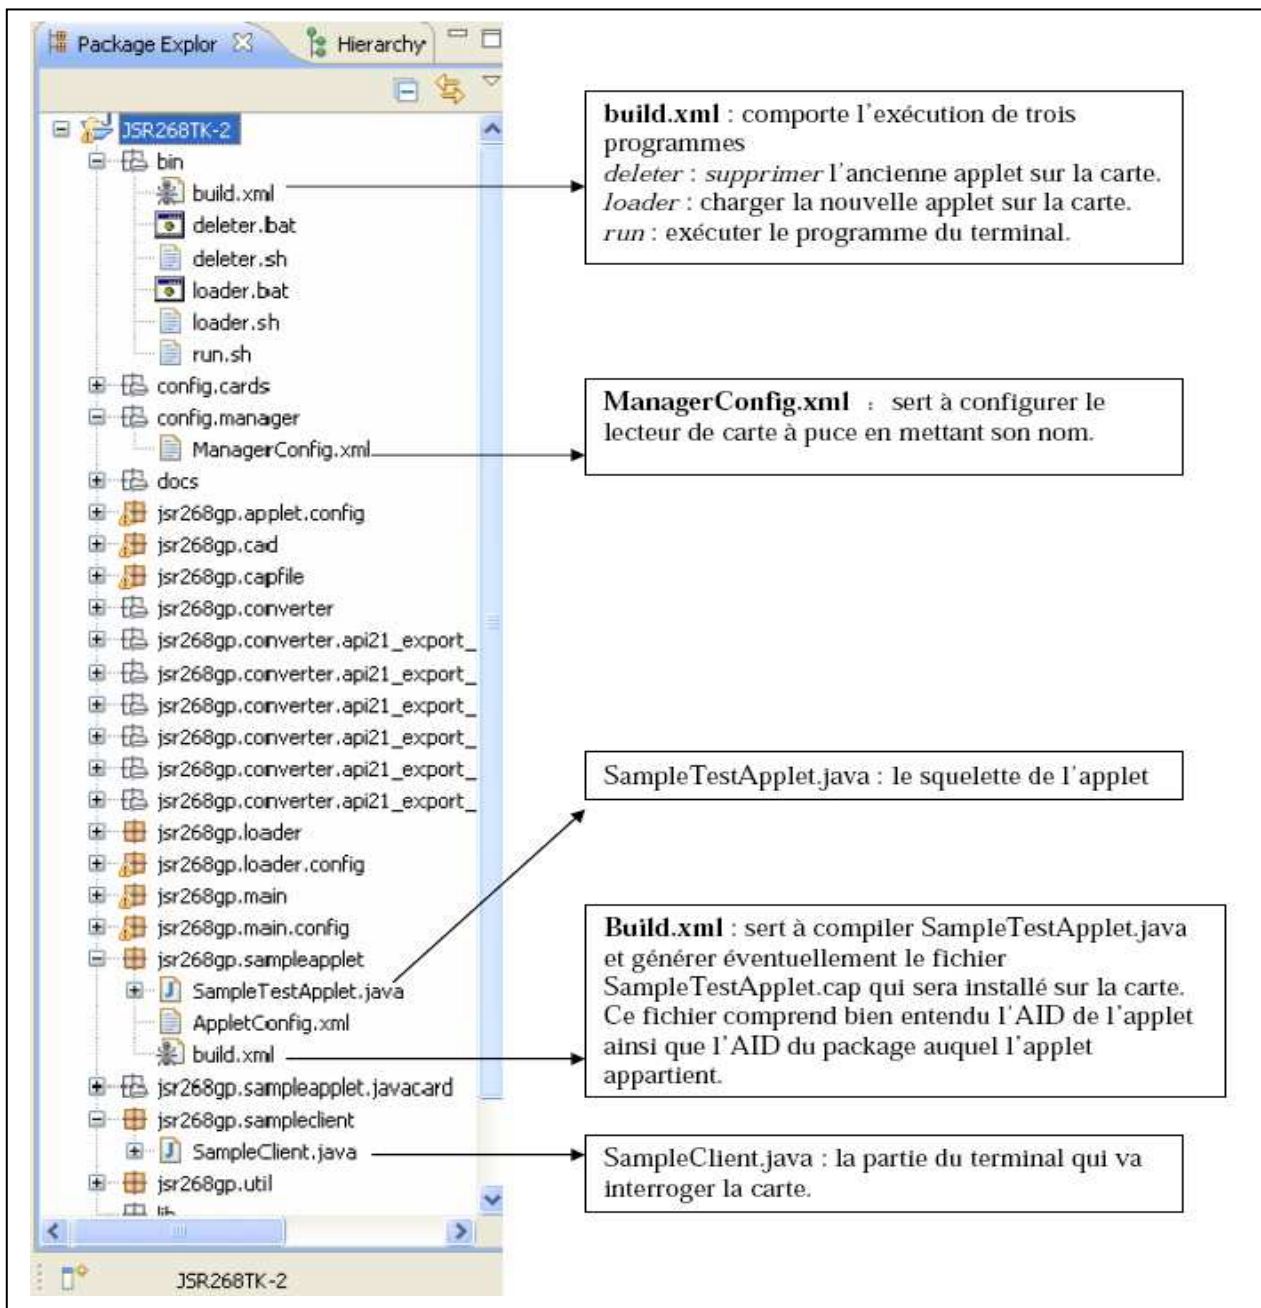 Package Explor
Hierarchy
JSR268TK-2
bin
build.xml
deleter.bat
deleter.sh
loader.bat
loader.sh
run.sh
config.cards
config.manager
ManagerConfig.xml
docs
jsr268gp.applet.config
jsr268gp.cad
jsr268gp.capfile
jsr268gp.converter
jsr268gp.converter.api21_export_
jsr268gp.converter.api21_export_
jsr268gp.converter.api21_export_
jsr268gp.converter.api21_export_
jsr268gp.converter.api21_export_
jsr268gp.converter.api21_export_
jsr268gp.loader
jsr268gp.loader.config
jsr268gp.main
jsr268gp.main.config
jsr268gp.sampleapplet
SampleTestApplet.java
AppletConfig.xml
build.xml
jsr268gp.sampleapplet.javacard
jsr268gp.sampleclient
SampleClient.java
jsr268gp.util
lib
JSR268TK-2
build.xml : comporte l'exécution de trois
programmes
deleter : supprimer l'ancienne applet sur la carte.
loader : charger la nouvelle applet sur la carte.
run : exécuter le programme du terminal.
ManagerConfig.xml : sert à configurer le
lecteur de carte à puce en mettant son nom.
SampleTestApplet.java : le squelette de l'applet
Build.xml : sert à compiler SampleTestApplet.java
et générer éventuellement le fichier
SampleTestApplet.cap qui sera installé sur la carte.
Ce fichier comprend bien entendu l'AID de l'applet
ainsi que l'AID du package auquel l'applet
appartient.
SampleClient.java : la partie du terminal qui va
interroger la carte.